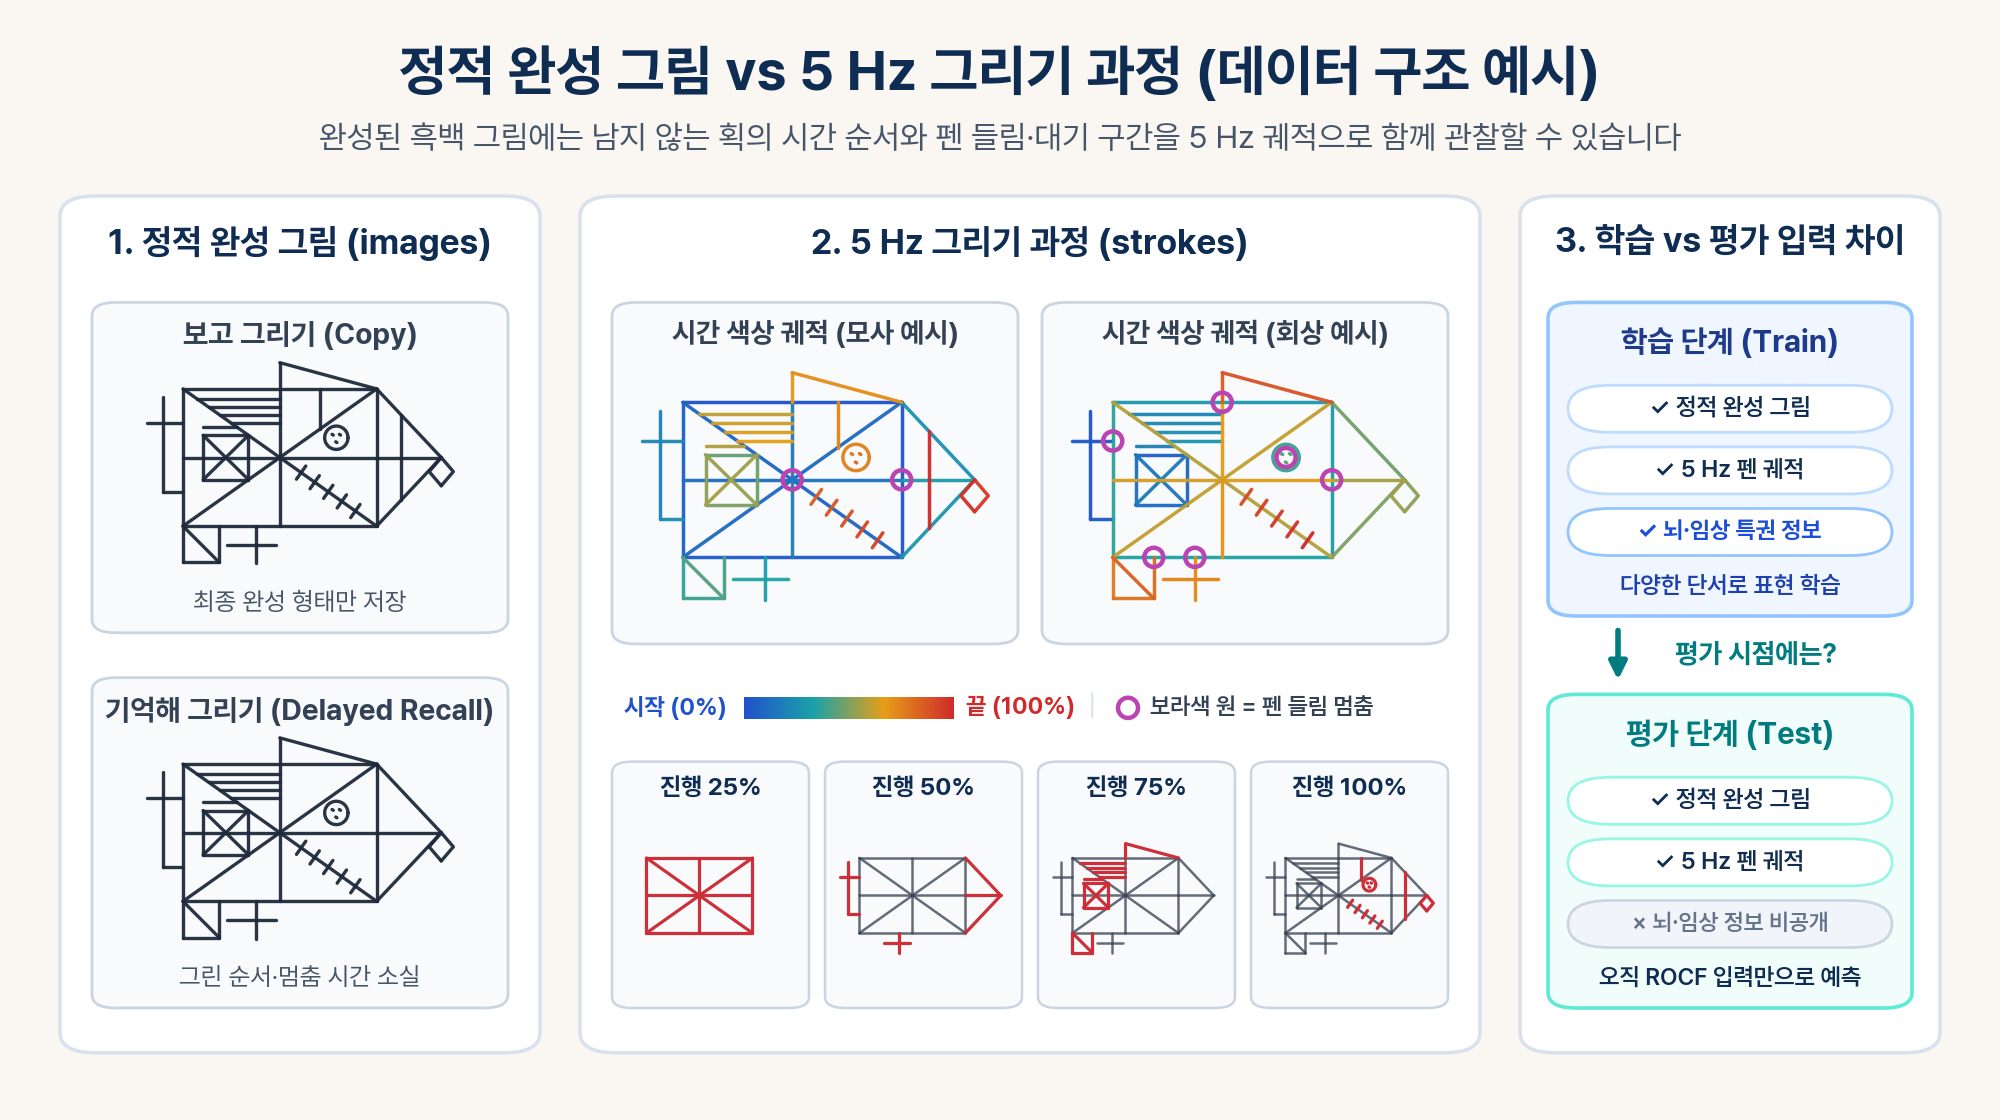 정적 완성 그림 vs 5 Hz 그리기 과정 (데이터 구조 예시)
완성된 흑백 그림에는 남지 않는 획의 시간 순서와 펜 들림·대기 구간을 5 Hz 궤적으로 함께 관찰할 수 있습니다
1. 정적 완성 그림 (images)
보고 그리기 (Copy)
최종 완성 형태만 저장
기억해 그리기 (Delayed Recall)
그린 순서·멈춤 시간 소실
2. 5 Hz 그리기 과정 (strokes)
시간 색상 궤적 (모사 예시)
시간 색상 궤적 (회상 예시)
시작 (0%)
끝 (100%)
보라색 원 = 펜 들림 멈춤
진행 25%
진행 50%
진행 75%
진행 100%
3. 학습 vs 평가 입력 차이
학습 단계 (Train)
✓ 정적 완성 그림
✓ 5 Hz 펜 궤적
✓ 뇌·임상 특권 정보
다양한 단서로 표현 학습
평가 시점에는?
평가 단계 (Test)
✓ 정적 완성 그림
✓ 5 Hz 펜 궤적
× 뇌·임상 정보 비공개
오직 ROCF 입력만으로 예측